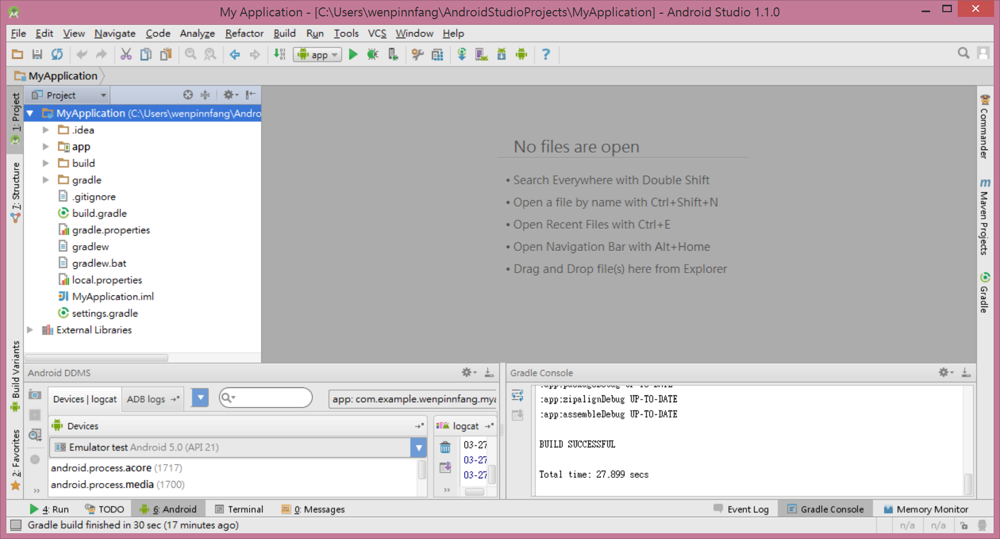 My Application - [C:\Users\wenpinnfang\AndroidStudioProjects\MyApplication] - Android Studio 1.1.0
File Edit View Navigate Code Analyze Refactor Build Run Tools VCS Window Help
app
MyApplication
1: Project
7: Structure
Build Variants
2: Favorites
Project
MyApplication (C:\Users\wenpinnfang\Andro
.idea
app
build
gradle
.gitignore
build.gradle
gradle.properties
gradlew
gradlew.bat
local.properties
MyApplication.iml
settings.gradle
External Libraries
No files are open
• Search Everywhere with Double Shift
• Open a file by name with Ctrl+Shift+N
• Open Recent Files with Ctrl+E
• Open Navigation Bar with Alt+Home
• Drag and Drop file(s) here from Explorer
Commander
Maven Projects
Gradle
Android DDMS
Devices | logcat ADB logs app: com.example.wenpinnfang.mya
Devices
Emulator test Android 5.0 (API 21)
android.process.acore (1717)
android.process.media (1700)
logcat
03-27
03-27
03-27
Gradle Console
:app:packageDebug UP-TO-DATE
:app:zipalignDebug UP-TO-DATE
:app:assembleDebug UP-TO-DATE
BUILD SUCCESSFUL
Total time: 27.899 secs
4: Run TODO 6: Android Terminal 0: Messages Event Log Gradle Console Memory Monitor
Gradle build finished in 30 sec (17 minutes ago) n/a n/a